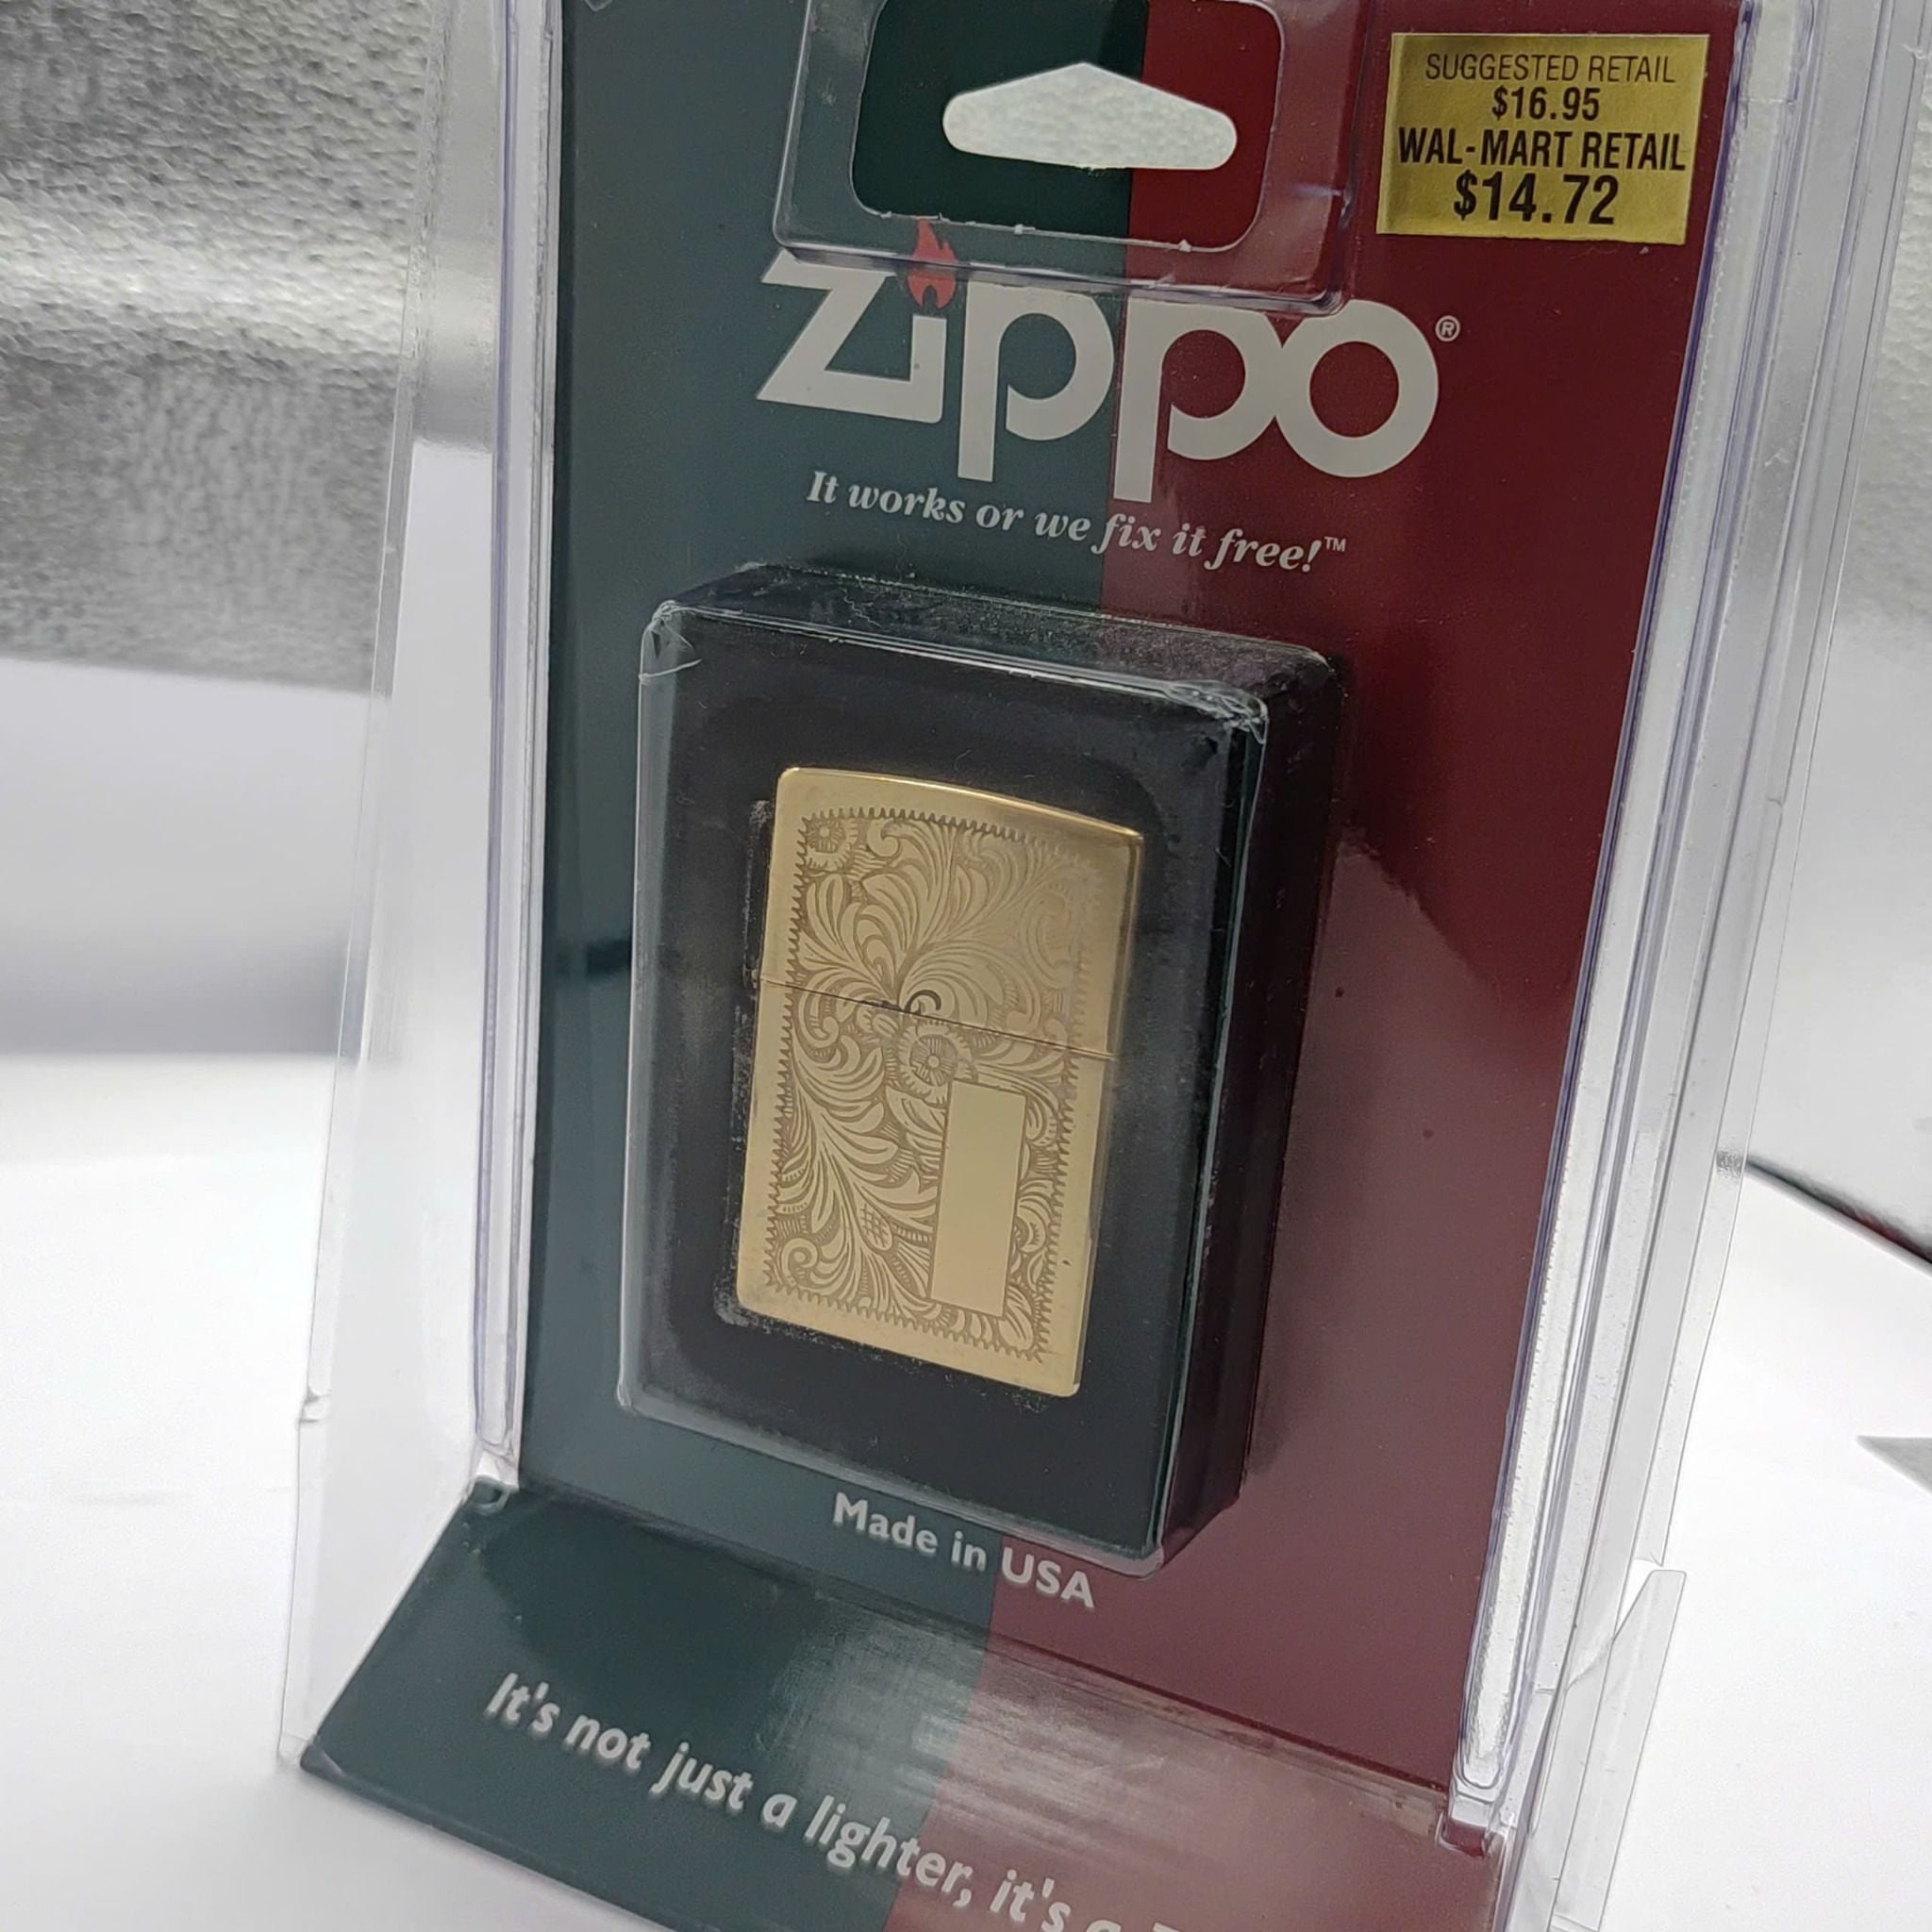 SUGGESTED RETAIL
$16.95
WAL-MART RETAIL
$14.72
Zippo®
It works or we fix it free!™
Made in USA
It's not just a lighter, it's a